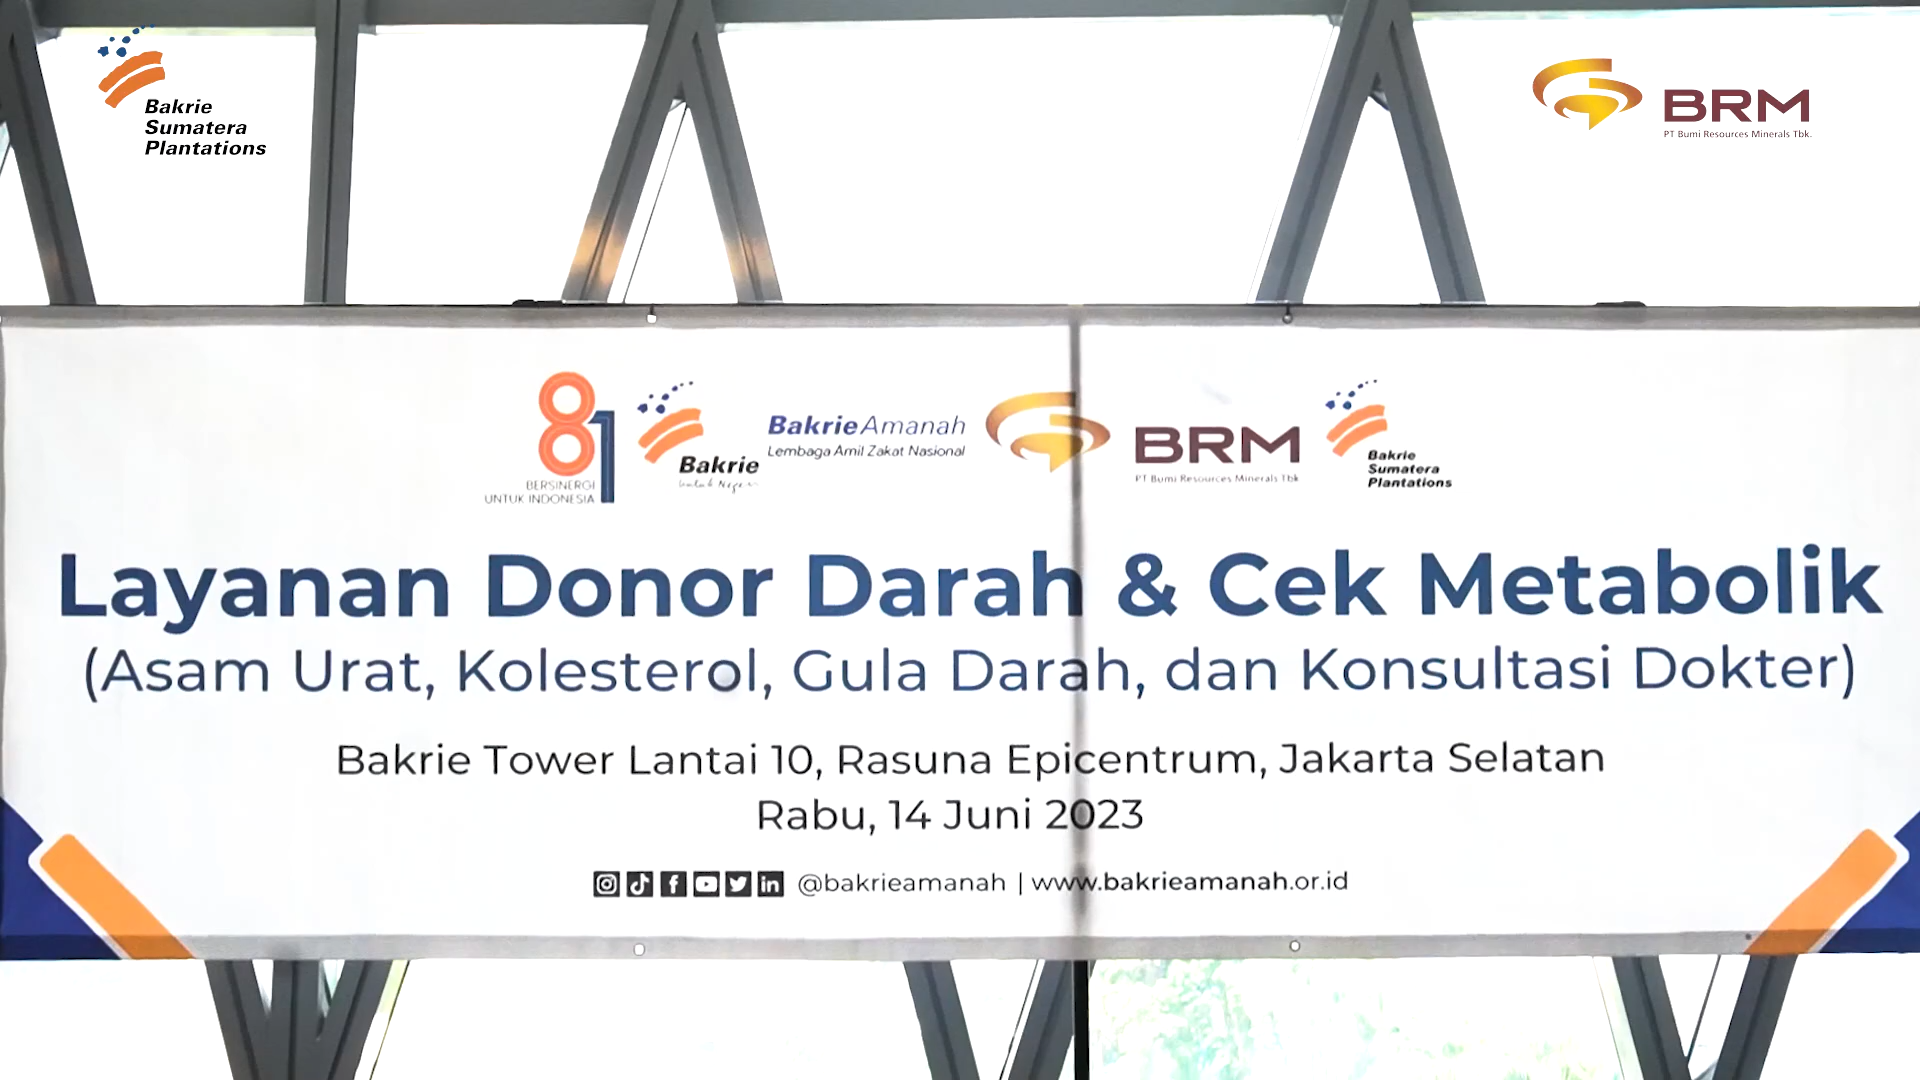 Bakrie
Sumatera
Plantations
BRM
PT Bumi Resources Minerals Tbk.
81
BERSINERGI
UNTUK INDONESIA
Bakrie
Untuk Negeri
BakrieAmanah
Lembaga Amil Zakat Nasional
BRM
PT Bumi Resources Minerals Tbk
Bakrie
Sumatera
Plantations
Layanan Donor Darah & Cek Metabolik
(Asam Urat, Kolesterol, Gula Darah, dan Konsultasi Dokter)
Bakrie Tower Lantai 10, Rasuna Epicentrum, Jakarta Selatan
Rabu, 14 Juni 2023
@bakrieamanah | www.bakrieamanah.or.id